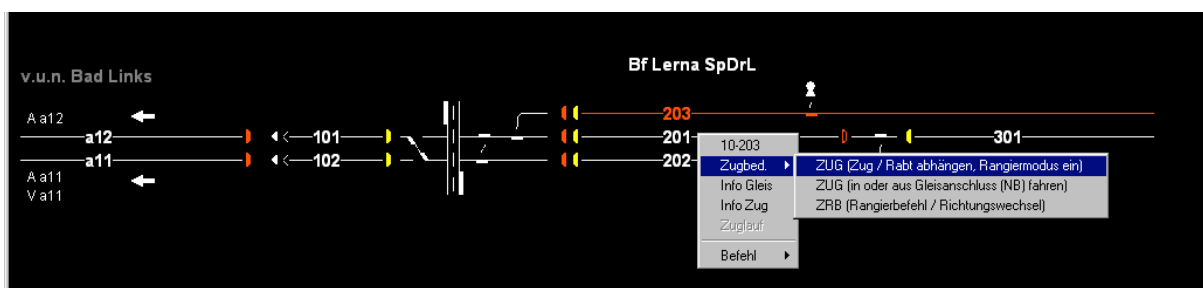 Bf Lerna SpDrL
v.u.n. Bad Links
A a12
203
a12 101 201 301
a11 102 202
A a11
V a11
10-203
Zugbed.
Info Gleis
Info Zug
Zuglauf
Befehl
ZUG (Zug / Rabt abhängen, Rangiermodus ein)
ZUG (in oder aus Gleisanschluss (NB) fahren)
ZRB (Rangierbefehl / Richtungswechsel)